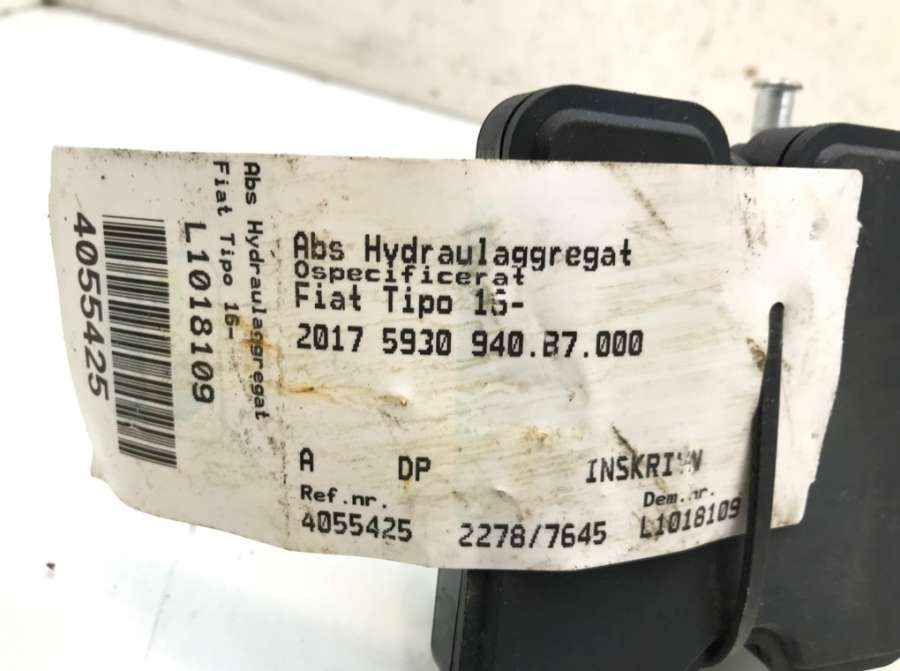 Abs Hydraulaggregat
Ospecificerat
Fiat Tipo 16-
2017 5930 940.B7.000
A DP
Ref.nr. Dem.nr.
4055425 2278/7645 L1018109
Abs Hydraulaggregat
Fiat Tipo 16-
L1018109
4055425